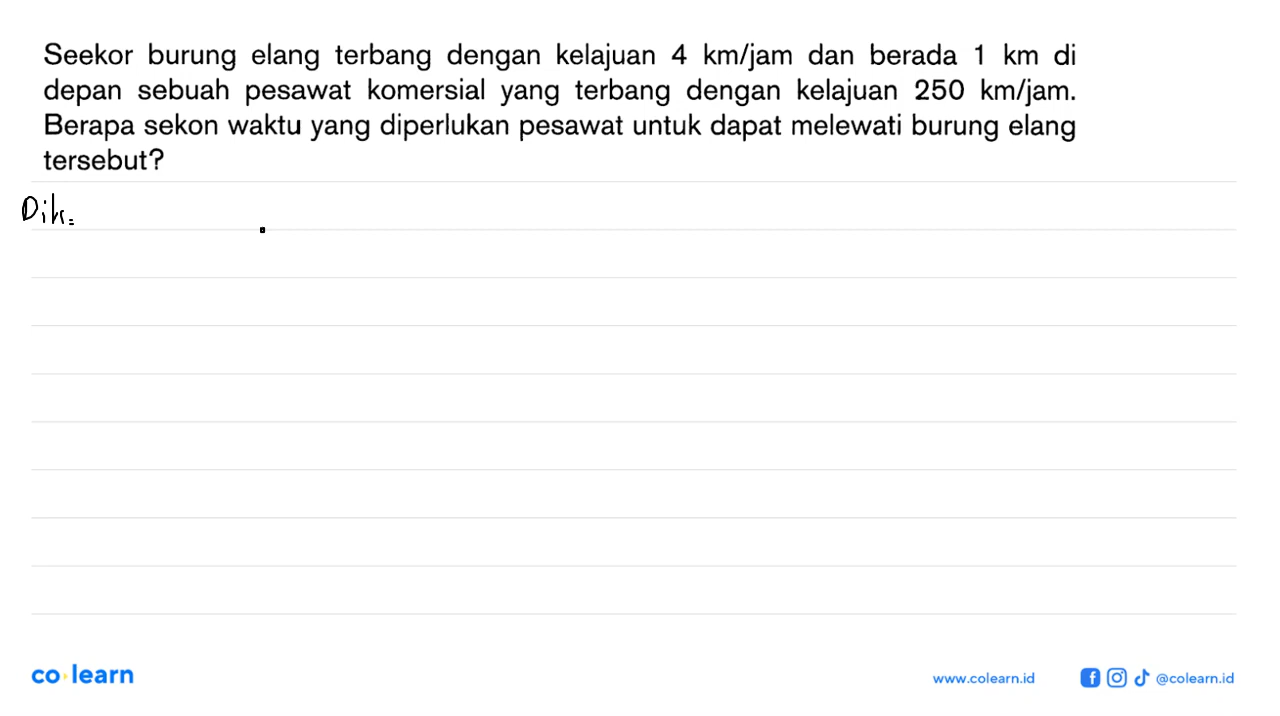 Seekor burung elang terbang dengan kelajuan 4 km/jam dan berada 1 km di
depan sebuah pesawat komersial yang terbang dengan kelajuan 250 km/jam.
Berapa sekon waktu yang diperlukan pesawat untuk dapat melewati burung elang
tersebut?
Dik=
co learn
www.colearn.id @colearn.id